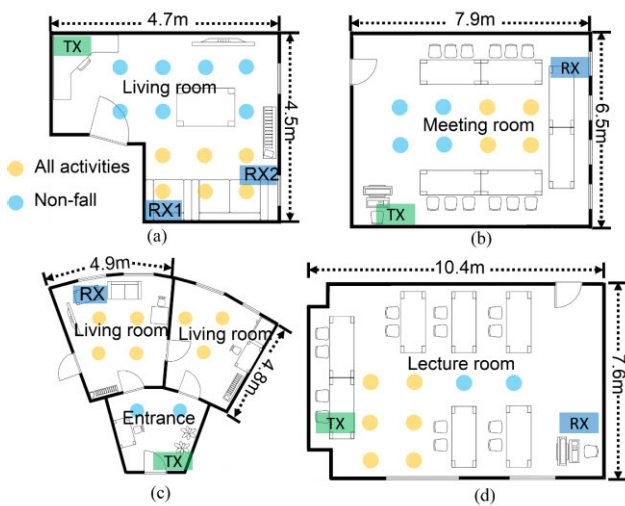 4.7m
TX
Living room
4.5m
RX2
RX1
(a)
All activities
Non-fall
7.9m
RX
Meeting room
6.5m
TX
(b)
4.9m
RX
Living room
Living room
4.8m
Entrance
TX
(c)
10.4m
Lecture room
7.6m
TX
RX
(d)